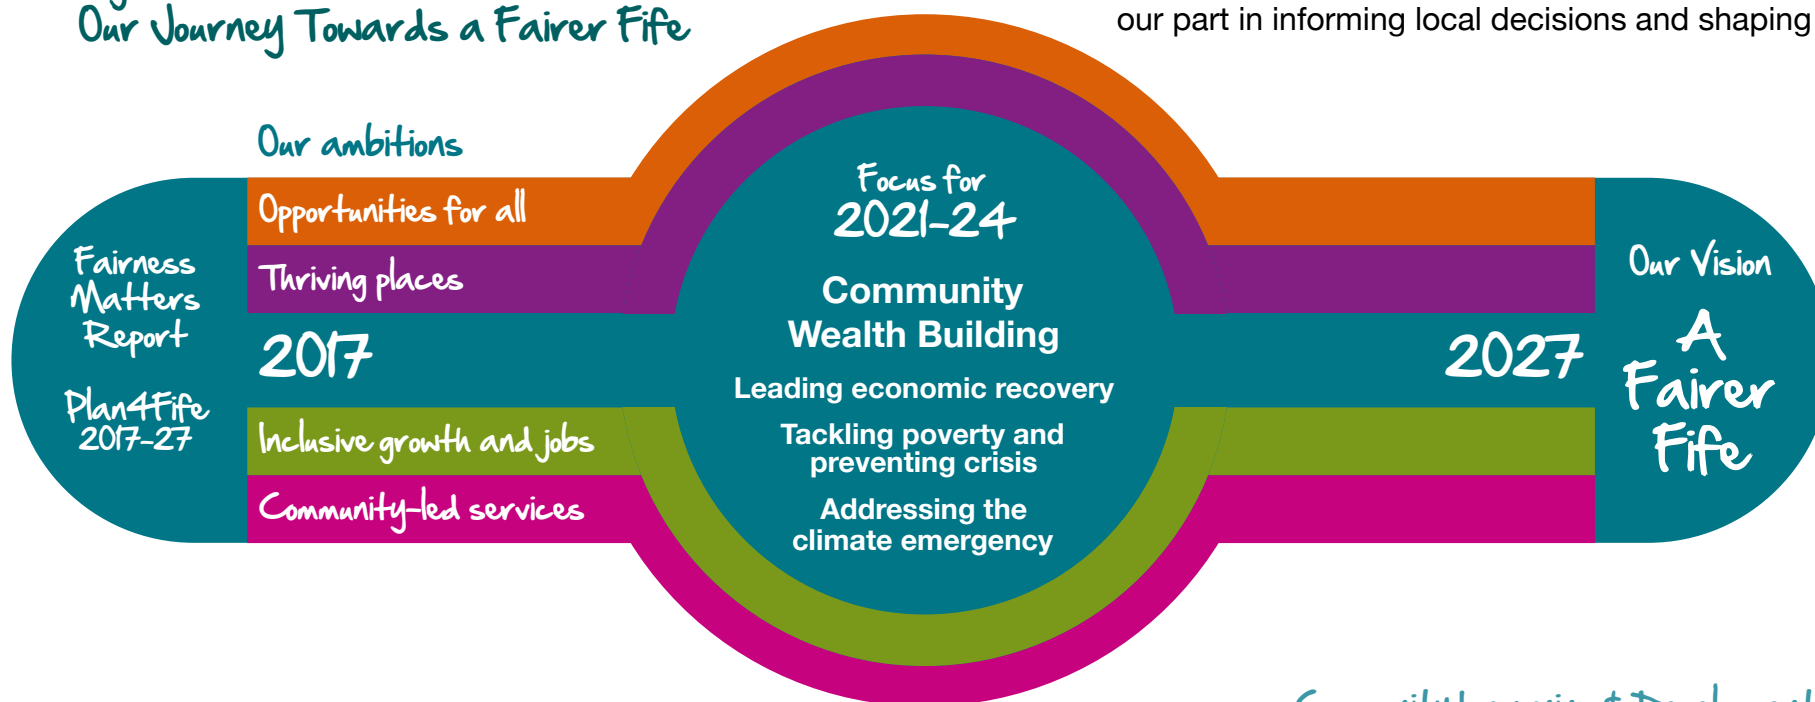 Our Journey Towards a Fairer Fife
our part in informing local decisions and shaping
Our ambitions
Opportunities for all
Thriving places
2017
Inclusive growth and jobs
Community-led services
Fairness
Matters
Report
Plan4Fife
2017-27
Focus for
2021-24
Community
Wealth Building
Leading economic recovery
Tackling poverty and
preventing crisis
Addressing the
climate emergency
2027
Our Vision
A
Fairer
Fife